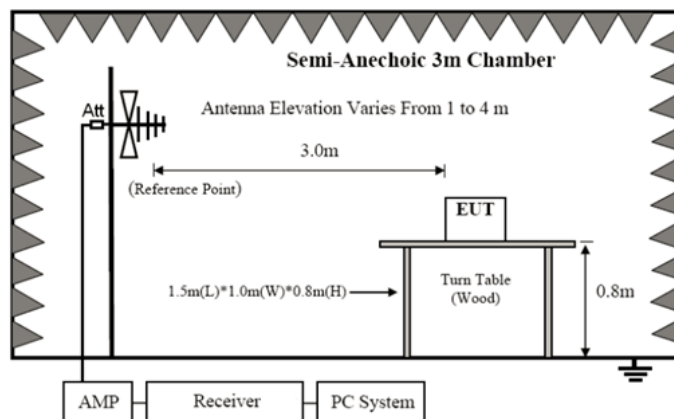 Semi-Anechoic 3m Chamber
Att
Antenna Elevation Varies From 1 to 4 m
3.0m
(Reference Point)
EUT
1.5m(L)*1.0m(W)*0.8m(H)
Turn Table
(Wood)
0.8m
AMP
Receiver
PC System